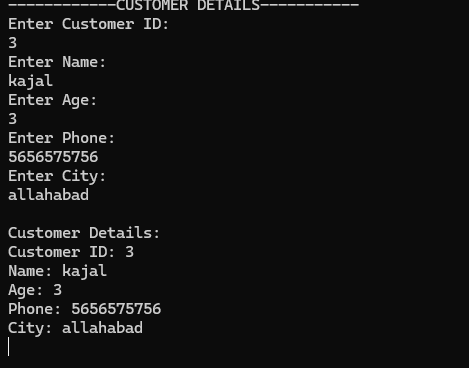 ------------CUSTOMER DETAILS-----------
Enter Customer ID:
3
Enter Name:
kajal
Enter Age:
3
Enter Phone:
5656575756
Enter City:
allahabad
Customer Details:
Customer ID: 3
Name: kajal
Age: 3
Phone: 5656575756
City: allahabad